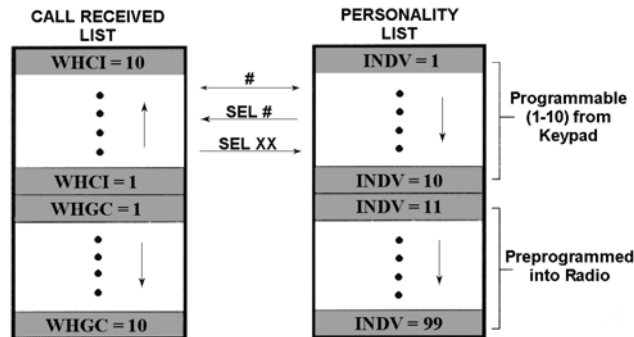 CALL RECEIVED
LIST
WHCI = 10
WHCI = 1
WHGC = 1
WHGC = 10
#
SEL #
SEL XX
PERSONALITY
LIST
INDV = 1
INDV = 10
INDV = 11
INDV = 99
Programmable
(1-10) from
Keypad
Preprogrammed
into Radio